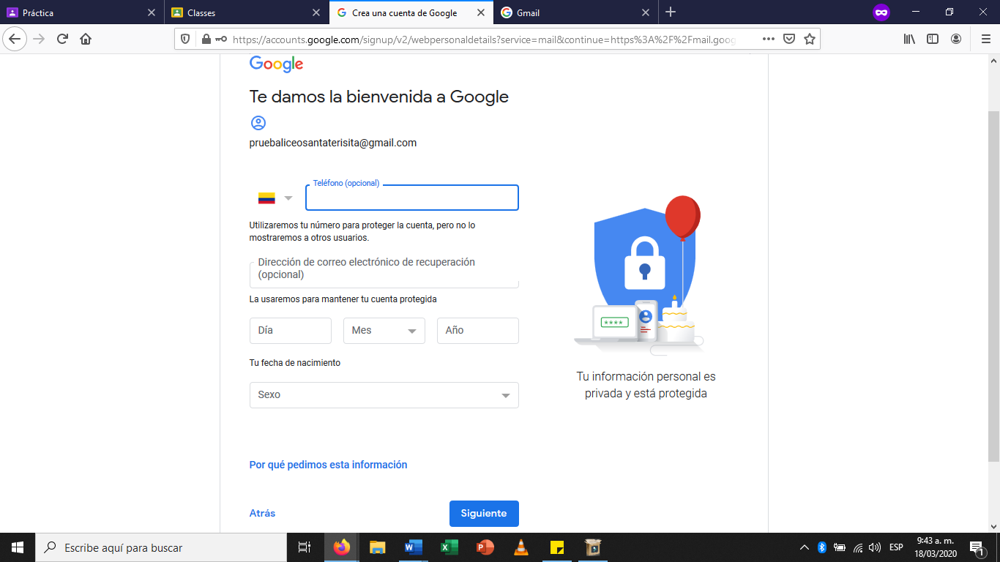 Práctica
Classes
Crea una cuenta de Google
Gmail
https://accounts.google.com/signup/v2/webpersonaldetails?service=mail&continue=https%3A%2F%2Fmail.goog
Google
Te damos la bienvenida a Google
pruebaliceosantaterisita@gmail.com
Teléfono (opcional)
Utilizaremos tu número para proteger la cuenta, pero no lo
mostraremos a otros usuarios.
Dirección de correo electrónico de recuperación
(opcional)
La usaremos para mantener tu cuenta protegida
Día
Mes
Año
Tu fecha de nacimiento
Sexo
****
Tu información personal es
privada y está protegida
Por qué pedimos esta información
Atrás
Siguiente
Escribe aquí para buscar
ESP
9:43 a. m.
18/03/2020
1